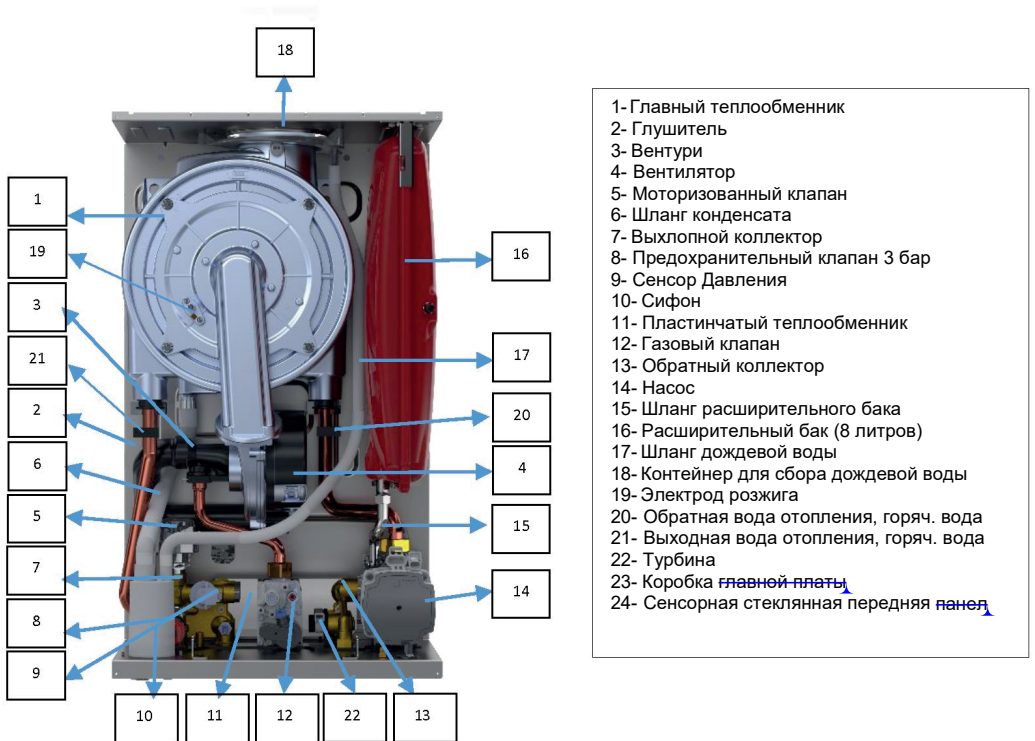 18
1
19
3
21
2
6
5
7
8
9
16
17
20
4
15
14
10
11
12
22
13
1- Главный теплообменник
2- Глушитель
3- Вентури
4- Вентилятор
5- Моторизованный клапан
6- Шланг конденсата
7- Выхлопной коллектор
8- Предохранительный клапан 3 бар
9- Сенсор Давления
10- Сифон
11- Пластинчатый теплообменник
12- Газовый клапан
13- Обратный коллектор
14- Насос
15- Шланг расширительного бака
16- Расширительный бак (8 литров)
17- Шланг дождевой воды
18- Контейнер для сбора дождевой воды
19- Электрод розжига
20- Обратная вода отопления, горяч. вода
21- Выходная вода отопления, горяч. вода
22- Турбина
23- Коробка главной платы
24- Сенсорная стеклянная передняя панел